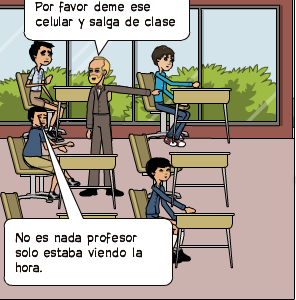 Por favor deme ese
celular y salga de clase
No es nada profesor
solo estaba viendo la
hora.